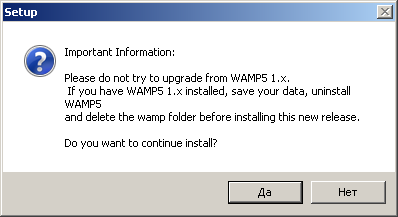 Setup
Important Information:
Please do not try to upgrade from WAMP5 1.x.
If you have WAMP5 1.x installed, save your data, uninstall
WAMP5
and delete the wamp folder before installing this new release.
Do you want to continue install?
Да
Нет